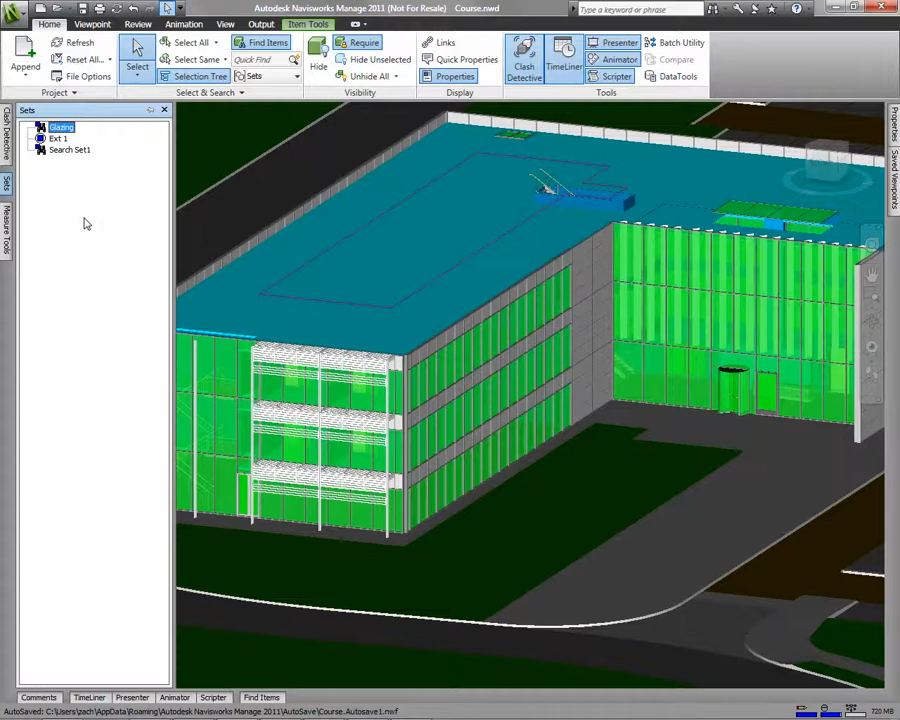 Autodesk Navisworks Manage 2011 (Not For Resale) Course.nwd
Type a keyword or phrase
Home Viewpoint Review Animation View Output Item Tools
Append
Refresh
Reset All...
File Options
Project
Select
Select All
Select Same
Selection Tree
Find Items
Quick Find
Sets
Select & Search
Hide
Require
Hide Unselected
Unhide All
Visibility
Links
Quick Properties
Properties
Display
Clash
Detective
TimeLiner
Presenter
Animator
Scripter
Batch Utility
Compare
DataTools
Tools
Sets
Glazing
Ext 1
Search Set1
Clash Detective
Sets
Measure Tools
Properties
Saved Viewpoints
Comments TimeLiner Presenter Animator Scripter Find Items
AutoSaved: C:\Users\zach\AppData\Roaming\Autodesk Navisworks Manage 2011\AutoSave\Course.Autosave1.nwf
720 MB